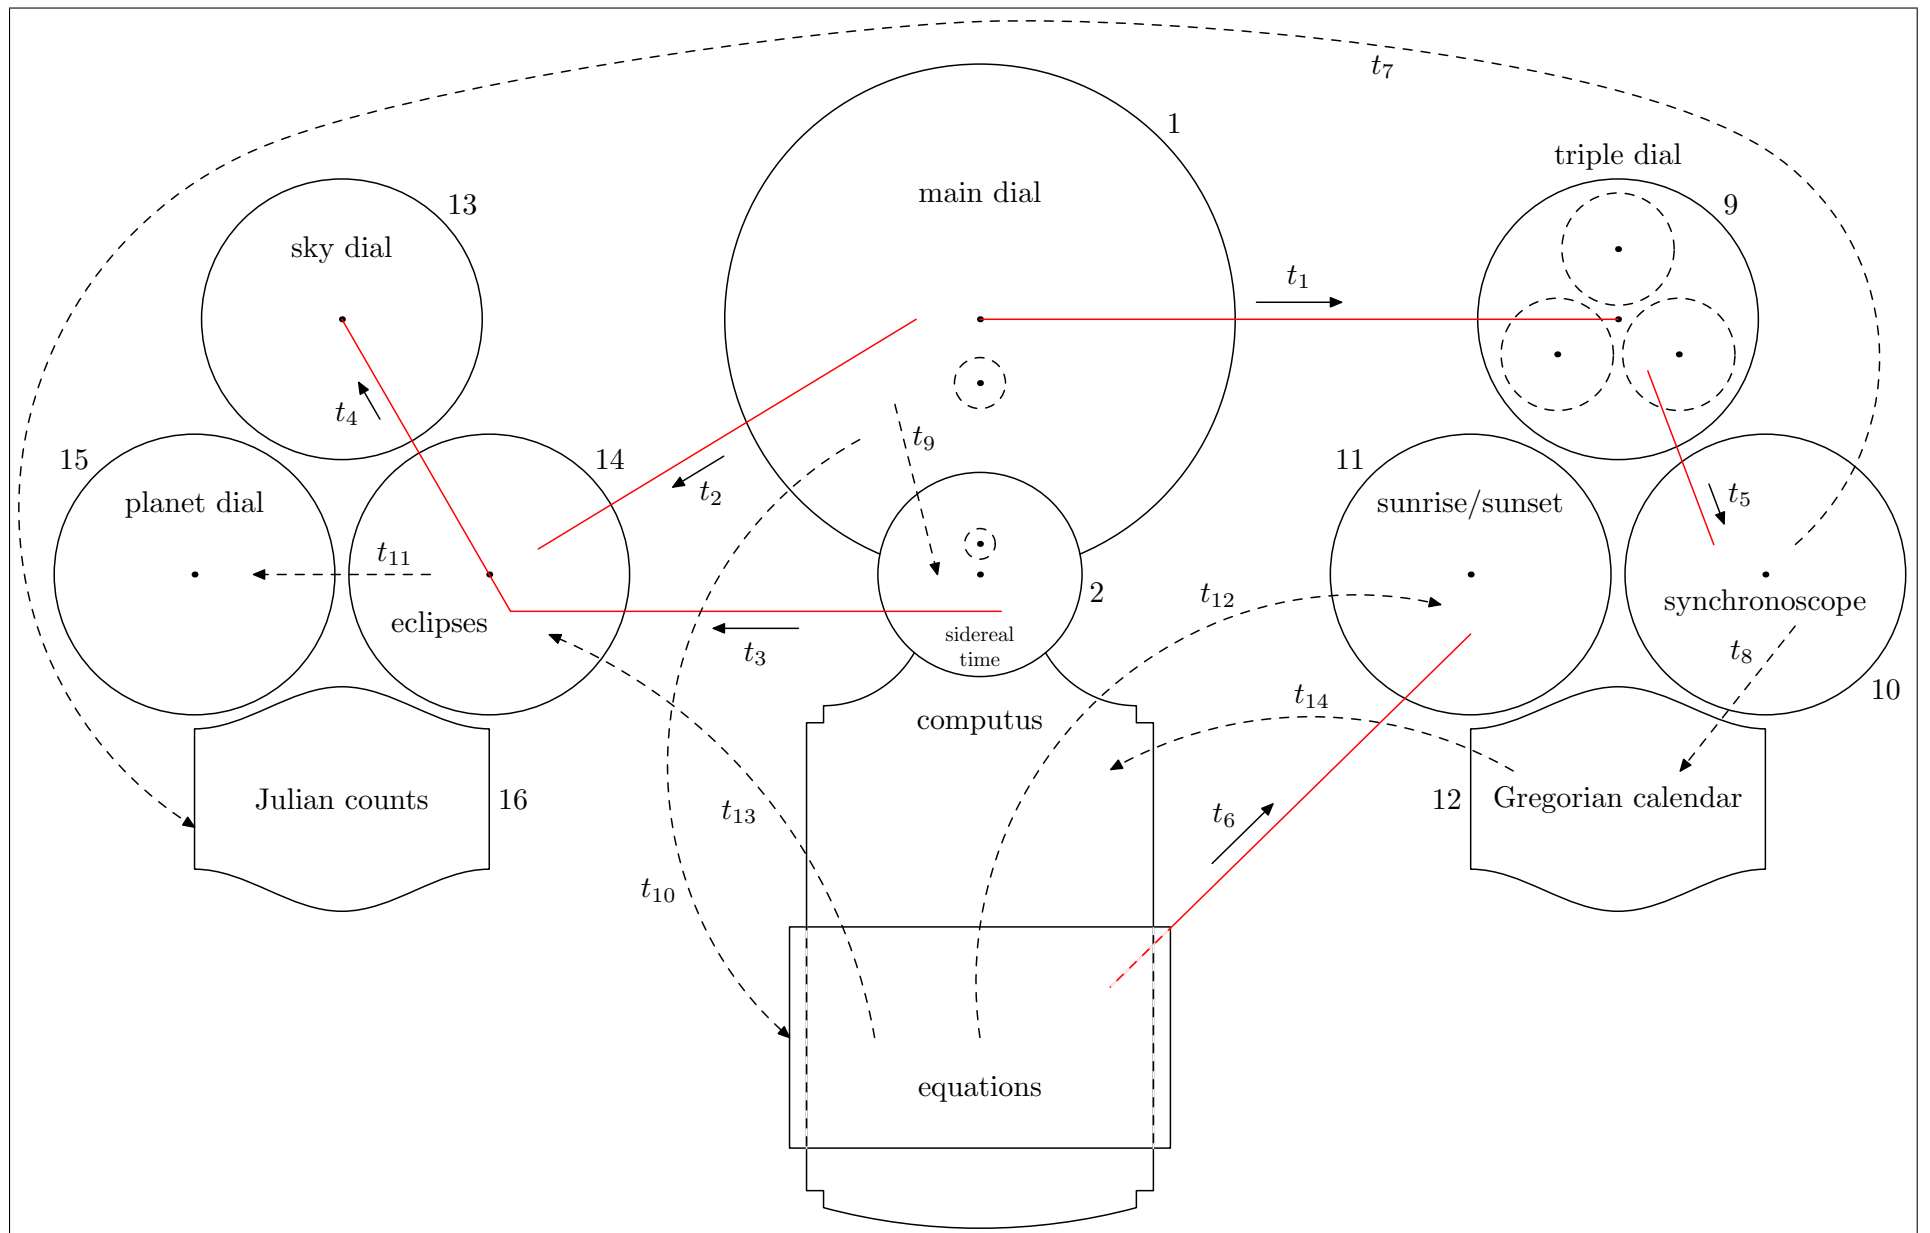 t7
1
triple dial
main dial
13
9
sky dial
t1
t4
t9
15
14
11
planet dial
t2
sunrise/sunset
t5
t11
2
t12
synchronoscope
eclipses
sidereal
time
t3
t8
10
t14
computus
Julian counts
16
12
Gregorian calendar
t13
t6
t10
equations